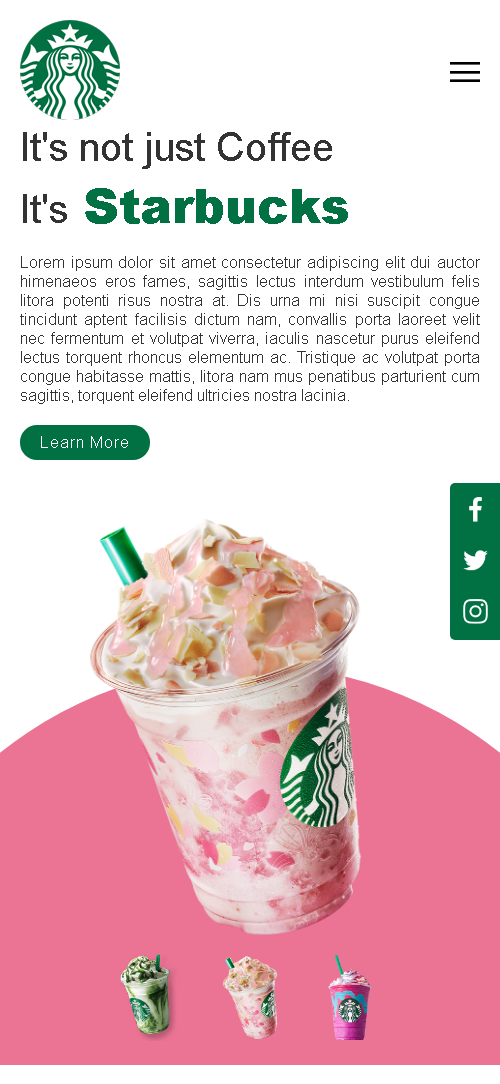 It's not just Coffee
It's Starbucks
Lorem ipsum dolor sit amet consectetur adipiscing elit dui auctor
himenaeos eros fames, sagittis lectus interdum vestibulum felis
litora potenti risus nostra at. Dis urna mi nisi suscipit congue
tincidunt aptent facilisis dictum nam, convallis porta laoreet velit
nec fermentum et volutpat viverra, iaculis nascetur purus eleifend
lectus torquent rhoncus elementum ac. Tristique ac volutpat porta
congue habitasse mattis, litora nam mus penatibus parturient cum
sagittis, torquent eleifend ultricies nostra lacinia.
Learn More